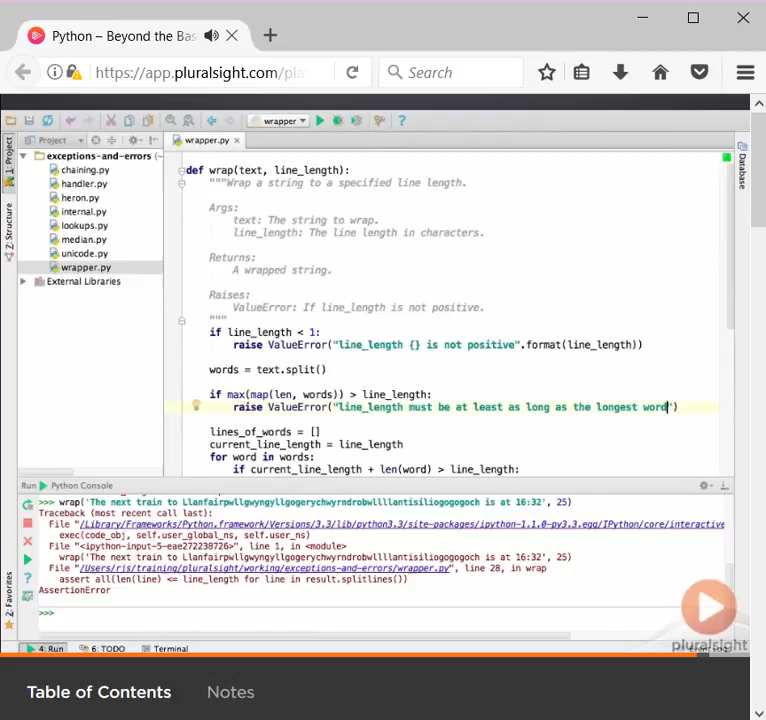 Python – Beyond the Bas
https://app.pluralsight.com/pla
Search
wrapper
Project
wrapper.py
1: Project
Z: Structure
2: Favorites
Database
exceptions-and-errors (~
chaining.py
handler.py
heron.py
internal.py
lookups.py
median.py
unicode.py
wrapper.py
External Libraries
def wrap(text, line_length):
"""Wrap a string to a specified line length.
Args:
text: The string to wrap.
line_length: The line length in characters.
Returns:
A wrapped string.
Raises:
ValueError: If line_length is not positive.
"""
if line_length < 1:
raise ValueError("line_length {} is not positive".format(line_length))
words = text.split()
if max(map(len, words)) > line_length:
raise ValueError("line_length must be at least as long as the longest word")
lines_of_words = []
current_line_length = line_length
for word in words:
if current_line_length + len(word) > line_length:
Run Python Console
>>> wrap('The next train to Llanfairpwllgwyngyllgogerychwyrndrobwllllantisiliogogogoch is at 16:32', 25)
Traceback (most recent call last):
File "/Library/Frameworks/Python.framework/Versions/3.3/lib/python3.3/site-packages/ipython-1.1.0-py3.3.egg/IPython/core/interactive
exec(code_obj, self.user_global_ns, self.user_ns)
File "<ipython-input-5-eae272238726>", line 1, in <module>
wrap('The next train to Llanfairpwllgwyngyllgogerychwyrndrobwllllantisiliogogogoch is at 16:32', 25)
File "/Users/rjs/training/pluralsight/working/exceptions-and-errors/wrapper.py", line 28, in wrap
assert all(len(line) <= line_length for line in result.splitlines())
AssertionError
>>>
pluralsight
4: Run 6: TODO Terminal
Table of Contents Notes